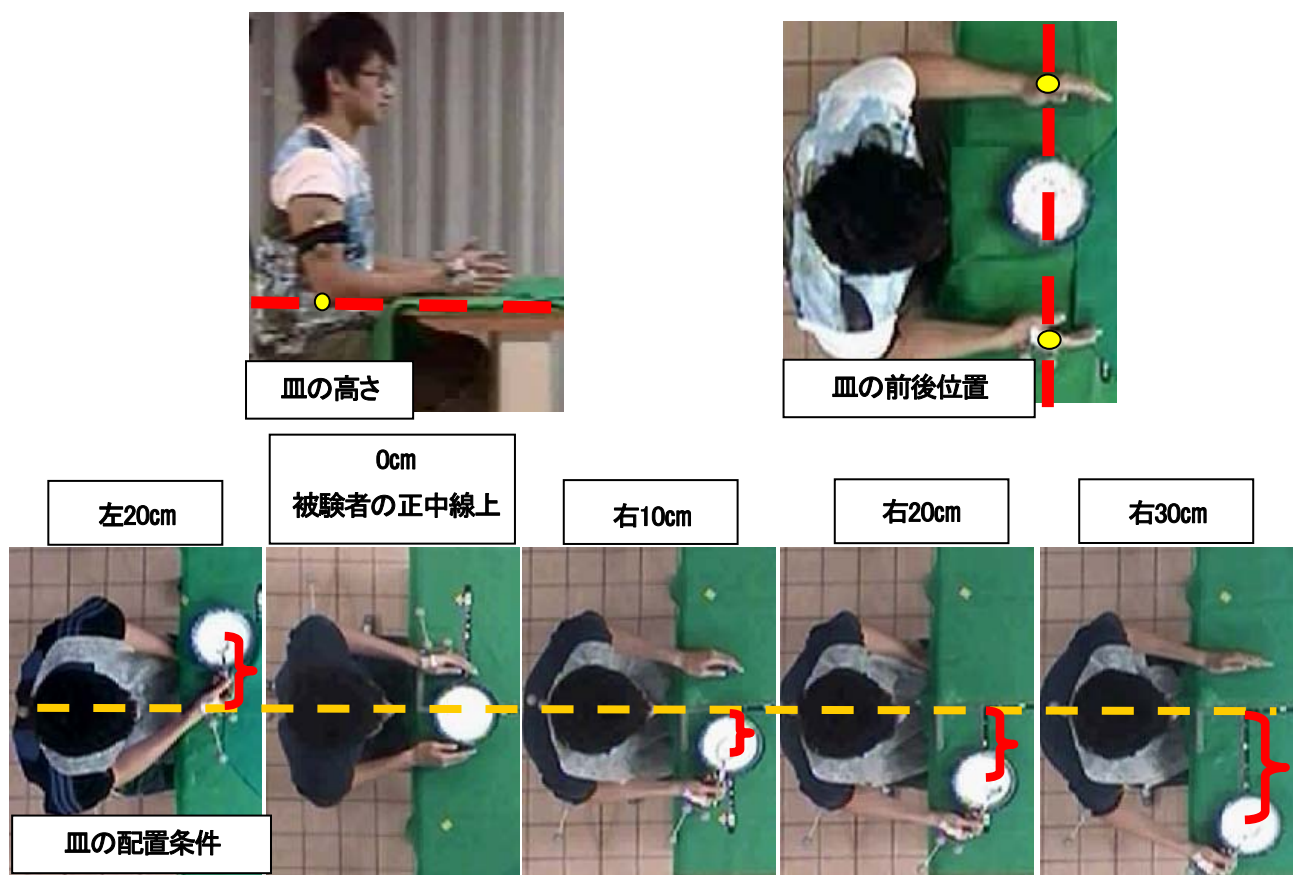 皿の高さ
皿の前後位置
0cm
被験者の正中線上
左20cm
右10cm
右20cm
右30cm
皿の配置条件